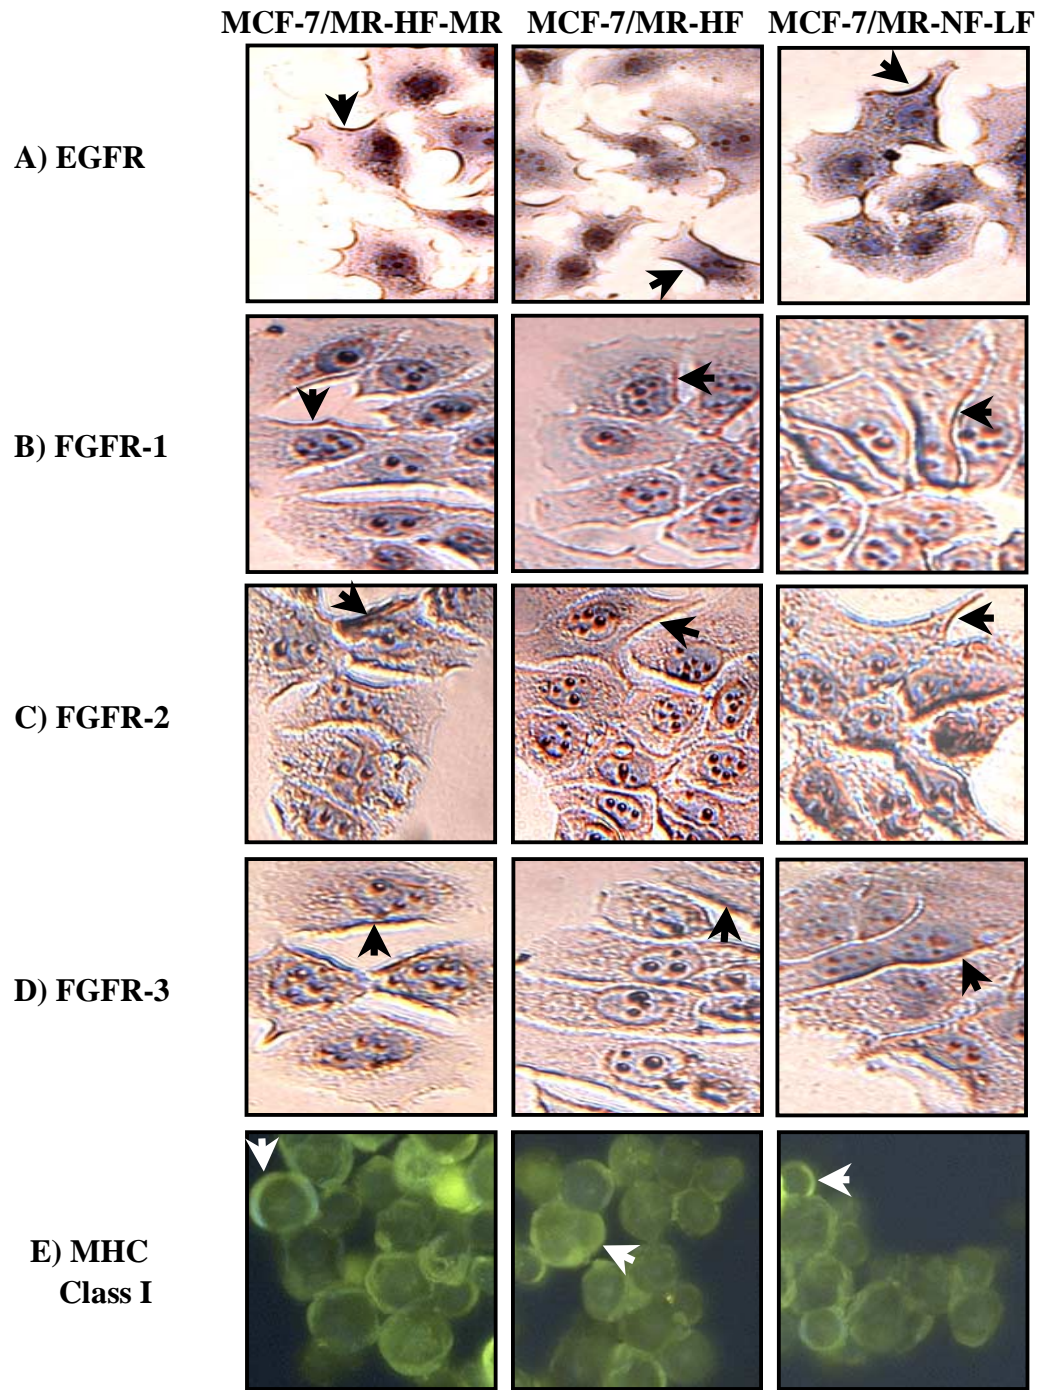 MCF-7/MR-HF-MR MCF-7/MR-HF MCF-7/MR-NF-LF
A) EGFR
B) FGFR-1
C) FGFR-2
D) FGFR-3
E) MHC
Class I